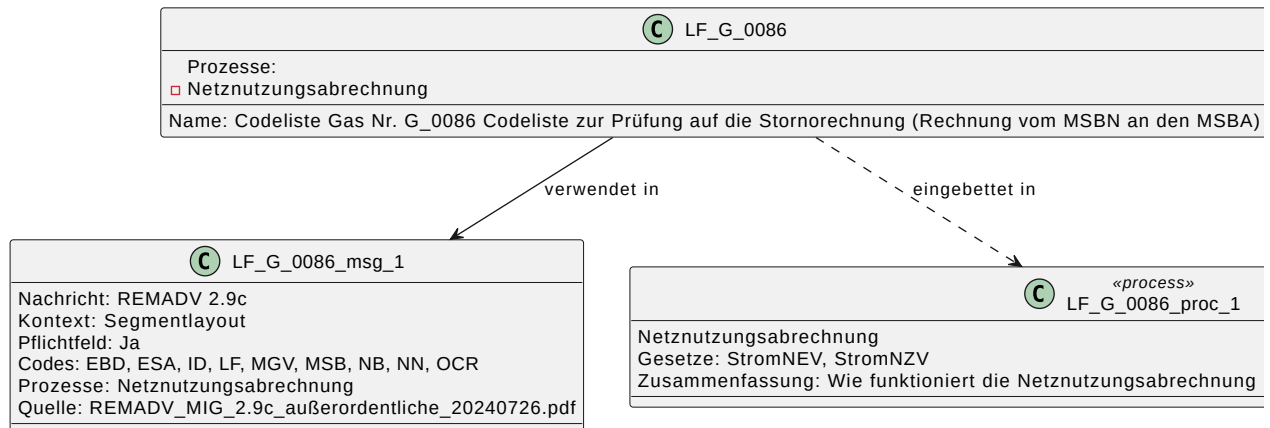 C LF_G_0086
Prozesse:
Netznutzungsabrechnung
Name: Codeliste Gas Nr. G_0086 Codeliste zur Prüfung auf die Stornorechnung (Rechnung vom MSBN an den MSBA)
verwendet in
eingebettet in
C LF_G_0086_msg_1
Nachricht: REMADV 2.9c
Kontext: Segmentlayout
Pflichtfeld: Ja
Codes: EBD, ESA, ID, LF, MGV, MSB, NB, NN, OCR
Prozesse: Netznutzungsabrechnung
Quelle: REMADV_MIG_2.9c_außerordentliche_20240726.pdf
«process»
C LF_G_0086_proc_1
Netznutzungsabrechnung
Gesetze: StromNEV, StromNZV
Zusammenfassung: Wie funktioniert die Netznutzungsabrechnung